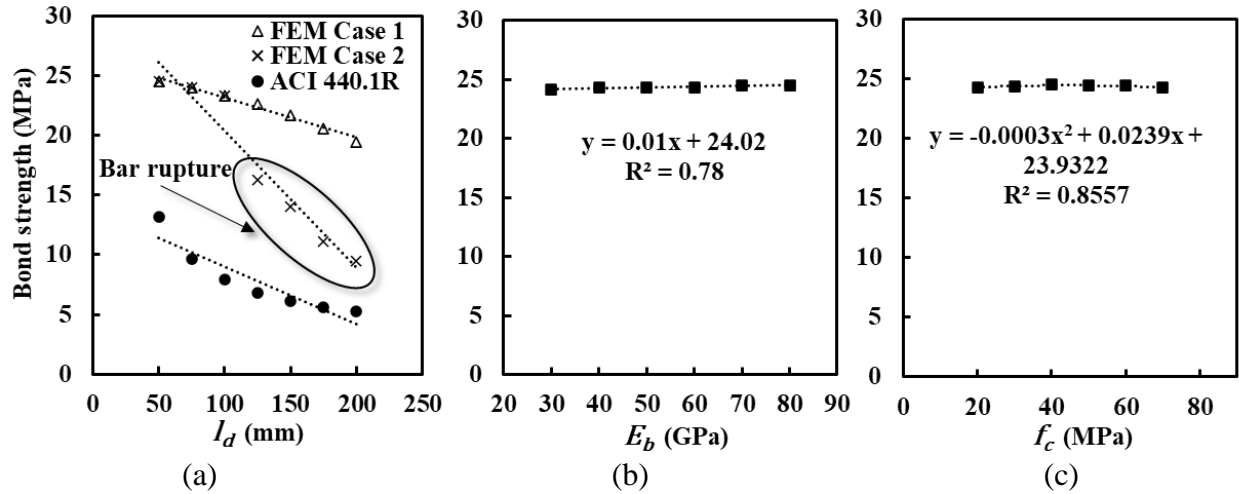 30
25
20
15
10
5
0
Bond strength (MPa)
△ FEM Case 1
× FEM Case 2
● ACI 440.1R
Bar rupture
0 50 100 150 200 250
l_d (mm)
(a)
30
25
20
15
10
5
0
y = 0.01x + 24.02
R² = 0.78
20 30 40 50 60 70 80 90
E_b (GPa)
(b)
30
25
20
15
10
5
0
y = -0.0003x² + 0.0239x +
23.9322
R² = 0.8557
0 20 40 60 80
f_c (MPa)
(c)